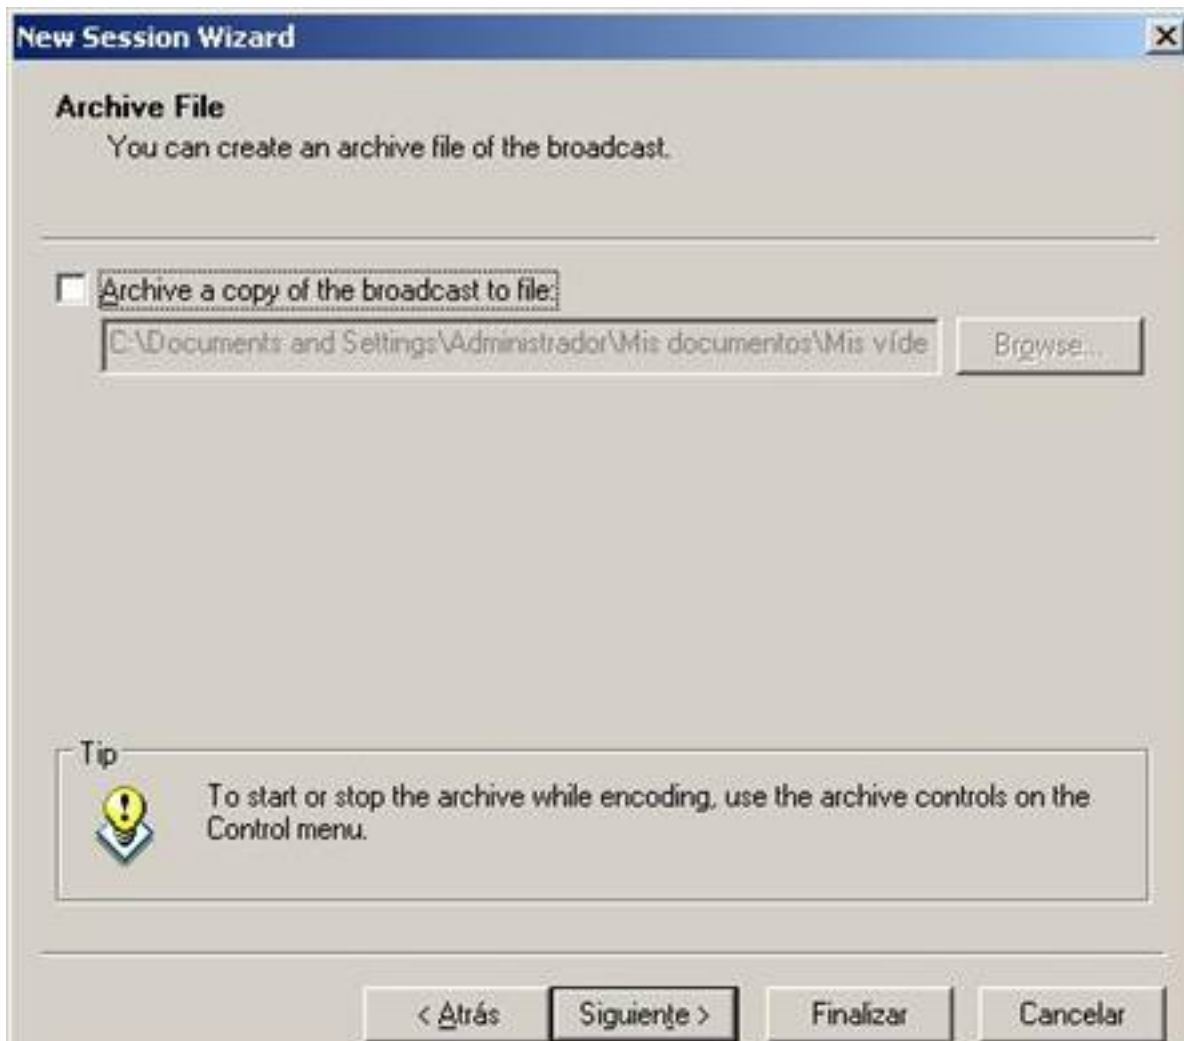 New Session Wizard
Archive File
You can create an archive file of the broadcast.
Archive a copy of the broadcast to file:
C:\Documents and Settings\Administrador\Mis documentos\Mis víde
Browse...
Tip
To start or stop the archive while encoding, use the archive controls on the
Control menu.
< Atrás
Siguiente >
Finalizar
Cancelar